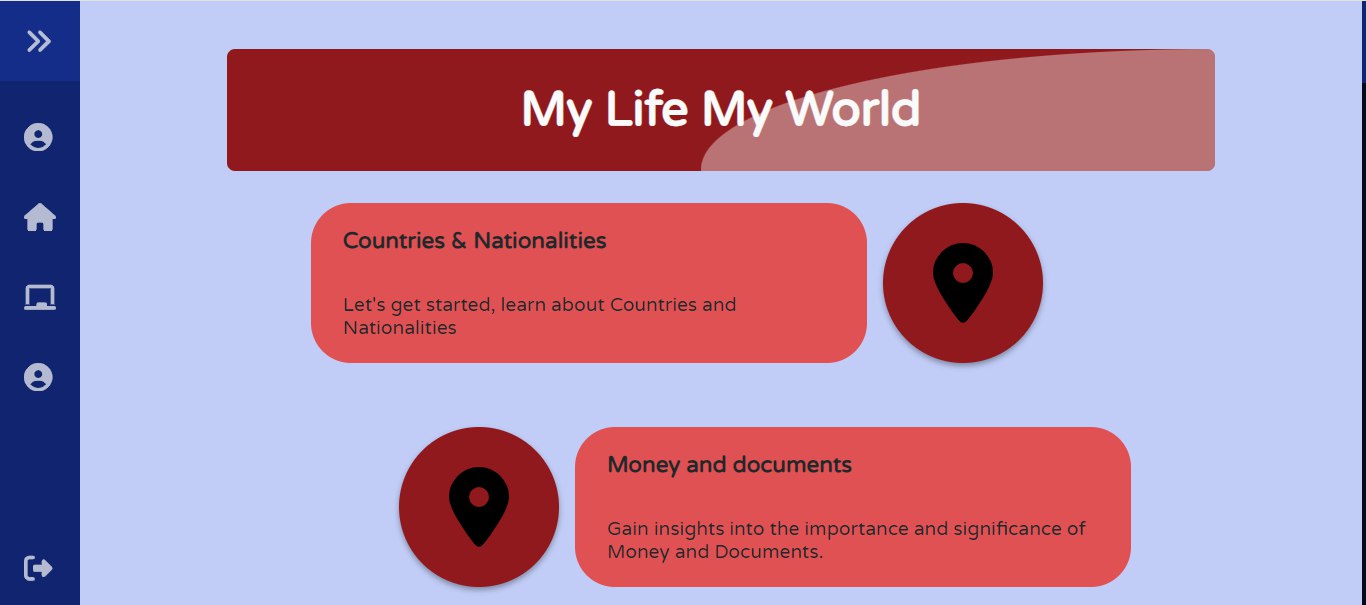 My Life My World
Countries & Nationalities
Let's get started, learn about Countries and
Nationalities
Money and documents
Gain insights into the importance and significance of
Money and Documents.